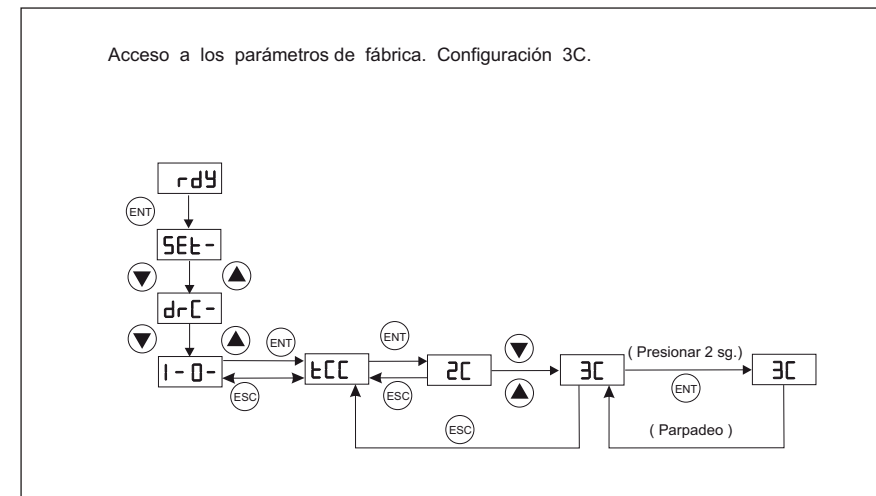 Acceso a los parámetros de fábrica. Configuración 3C.
rdY
ENT
SEt-
drC-
I-O-
ENT
ESC
tCC
ENT
ESC
2C
3C
( Presionar 2 sg.)
ENT
3C
ESC
( Parpadeo )